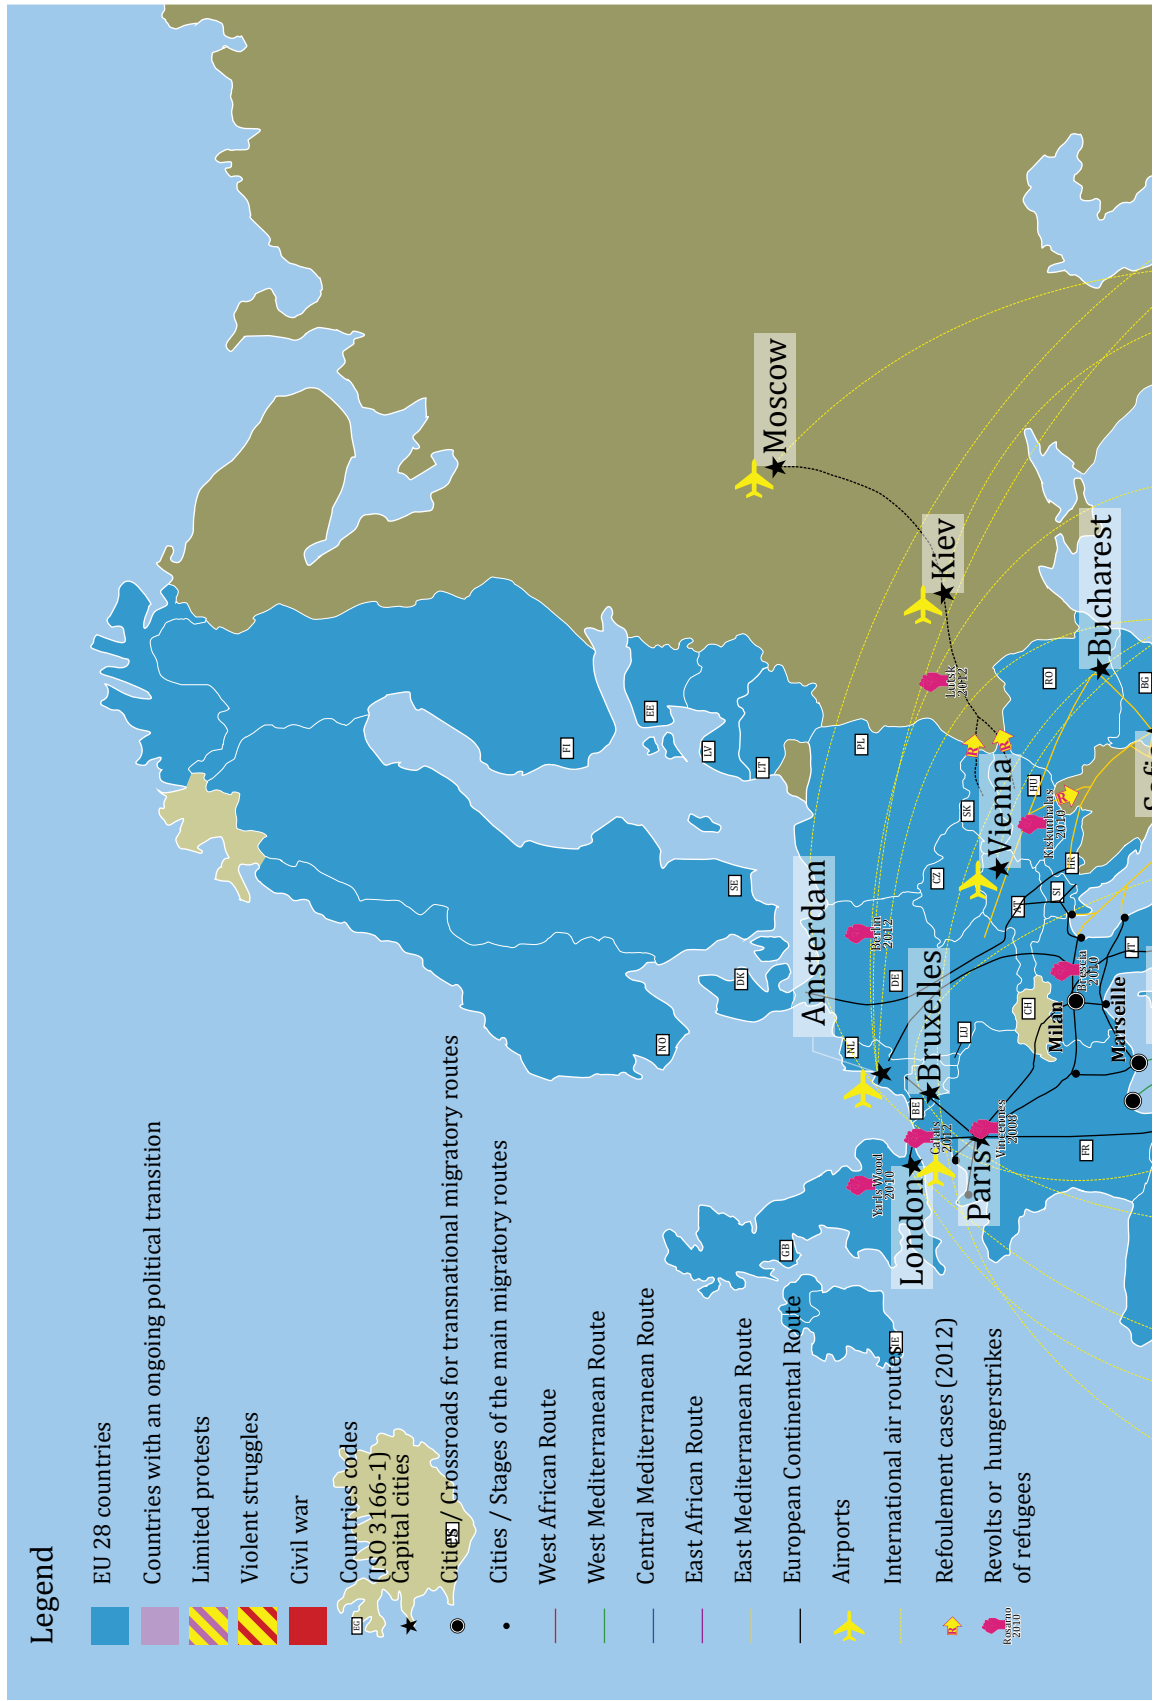 Legend
EU 28 countries
Countries with an ongoing political transition
Limited protests
Violent struggles
Civil war
EG
Countries codes
(ISO 3166-1)
Capital cities
Cities / Crossroads for transnational migratory routes
Cities / Stages of the main migratory routes
West African Route
West Mediterranean Route
Central Mediterranean Route
East African Route
East Mediterranean Route
European Continental Route
Airports
International air routes
R
Refoulement cases (2012)
Rosarno
2010
Revolts or hungerstrikes
of refugees
IS
NO
SE
FI
DK
EE
LV
LT
PL
GB
IE
NL
DE
BE
LU
CZ
SK
AT
HU
RO
BG
CH
SI
HR
IT
FR
Moscow
Kiev
Bucharest
Vienna
Amsterdam
Bruxelles
London
Paris
Milan
Marseille
Lutsk
2012
R
R
R
Kiskunhalas
2010
Berlin
2012
Brescia
2010
Calais
2012
Vincennes
2008
Yarls Wood
2010